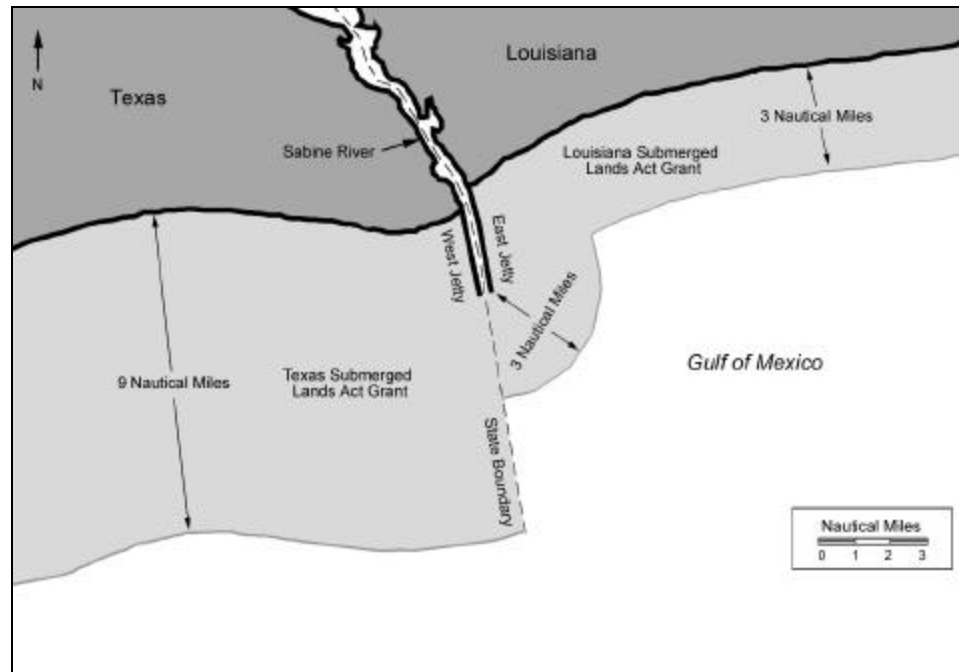 N
Texas
Louisiana
Sabine River
3 Nautical Miles
Louisiana Submerged
Lands Act Grant
West Jetty
East Jetty
3 Nautical Miles
9 Nautical Miles
Texas Submerged
Lands Act Grant
Gulf of Mexico
State Boundary
Nautical Miles
0 1 2 3